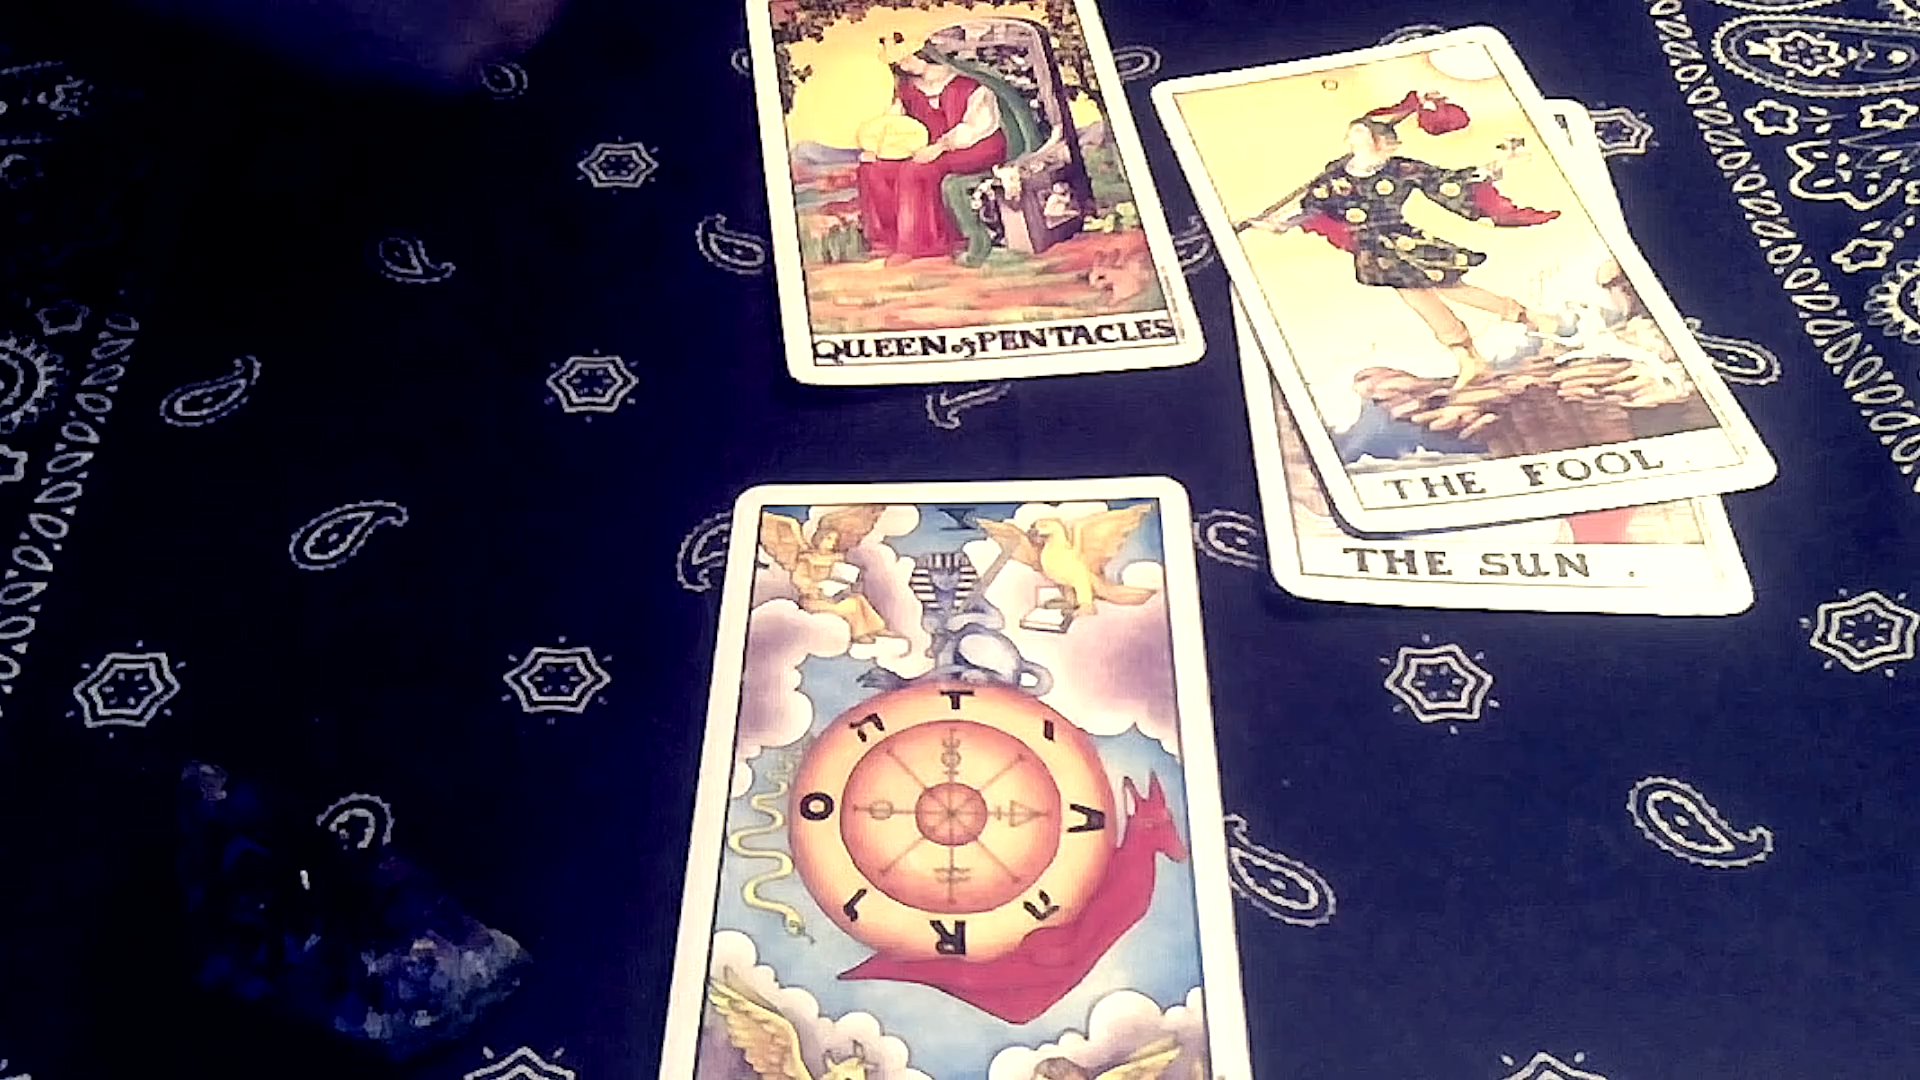 QUEEN of PENTACLES
THE FOOL
THE SUN
X
T
ה י
O A
ו ה
R